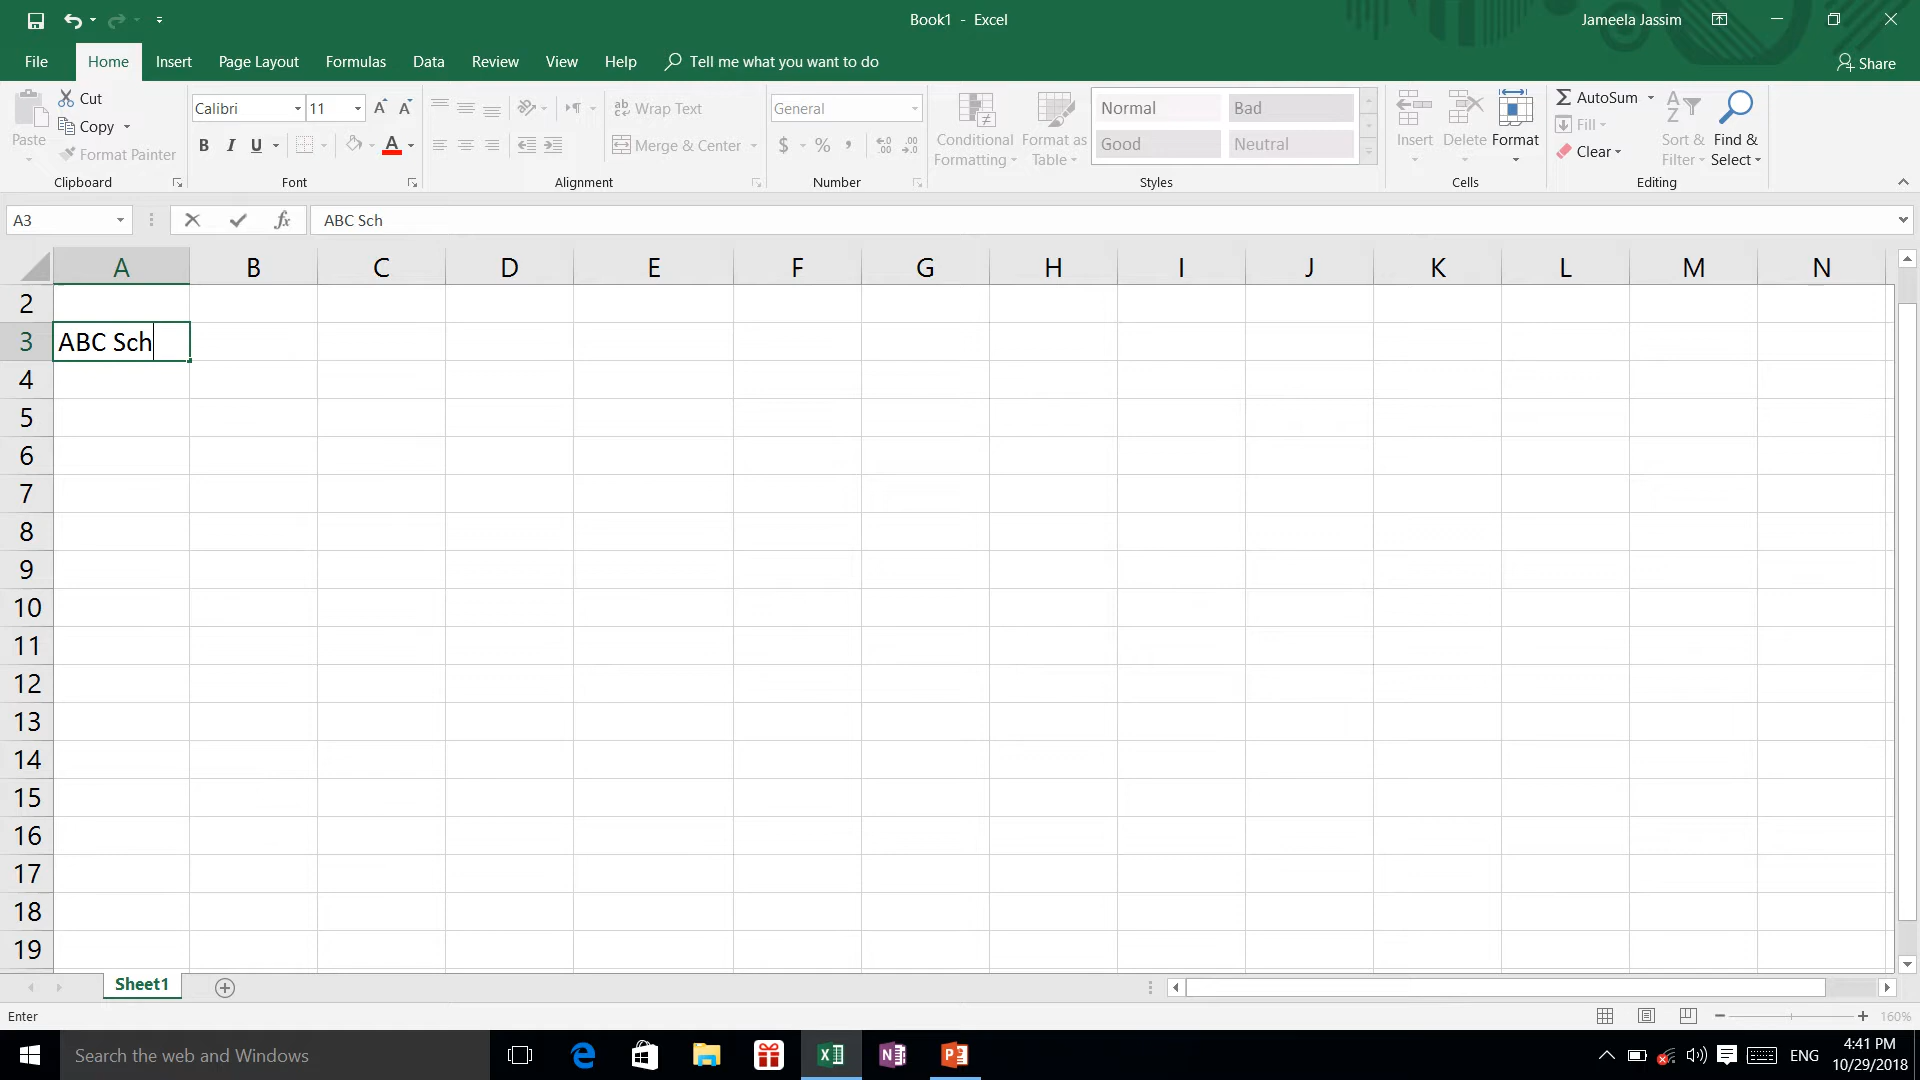 Book1 - Excel
Jameela Jassim
File Home Insert Page Layout Formulas Data Review View Help Tell me what you want to do Share
Cut
Copy
Format Painter
Paste
Clipboard
Calibri 11
B I U A
Font
Wrap Text
Merge & Center
Alignment
General
$ % ,
Number
Conditional Formatting
Format as Table
Normal Bad
Good Neutral
Styles
Insert Delete Format
Cells
AutoSum
Fill
Clear
Sort & Filter
Find & Select
Editing
A3 fx ABC Sch
A B C D E F G H I J K L M N
2
3 ABC Sch
4
5
6
7
8
9
10
11
12
13
14
15
16
17
18
19
Sheet1
Enter
160%
Search the web and Windows
ENG
4:41 PM
10/29/2018